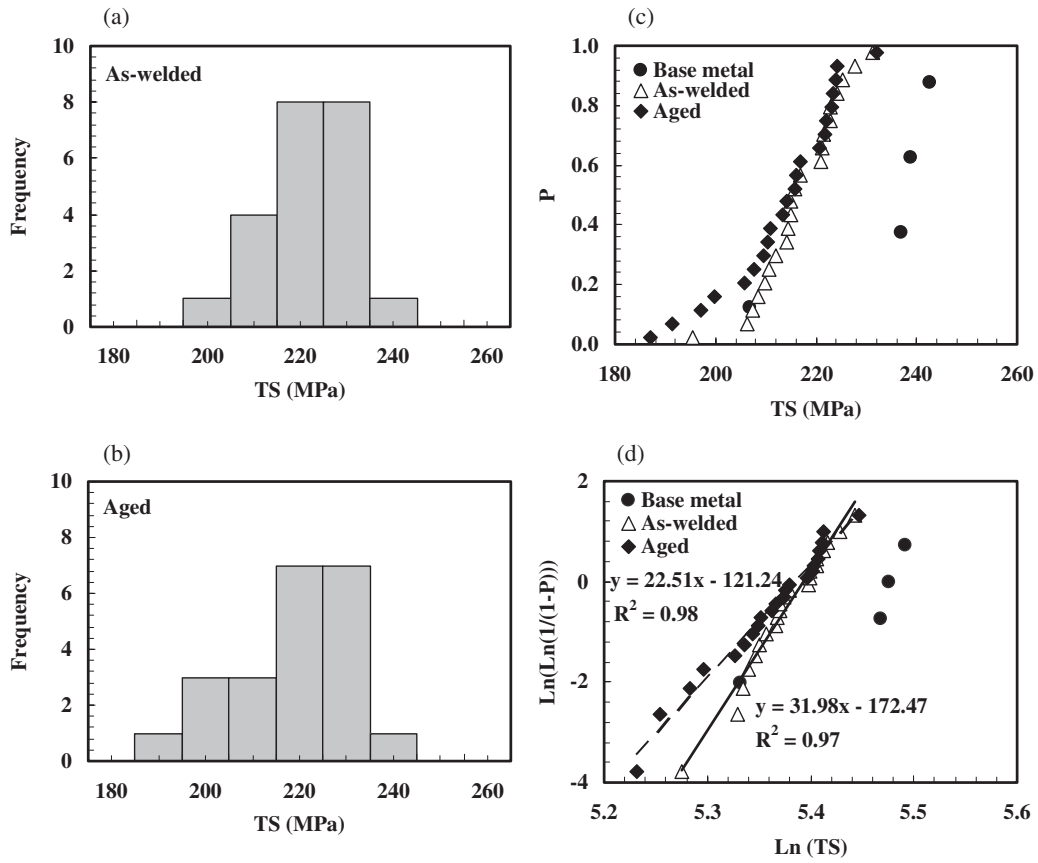 (a)
10
8
6
4
2
0
As-welded
Frequency
180 200 220 240 260
TS (MPa)
(c)
1.0
0.8
0.6
0.4
0.2
0.0
Base metal
As-welded
Aged
P
180 200 220 240 260
TS (MPa)
(b)
10
8
6
4
2
0
Aged
Frequency
180 200 220 240 260
TS (MPa)
(d)
2
0
-2
-4
Base metal
As-welded
Aged
y = 22.51x - 121.24
R² = 0.98
y = 31.98x - 172.47
R² = 0.97
Ln(Ln(1/(1-P)))
5.2 5.3 5.4 5.5 5.6
Ln (TS)